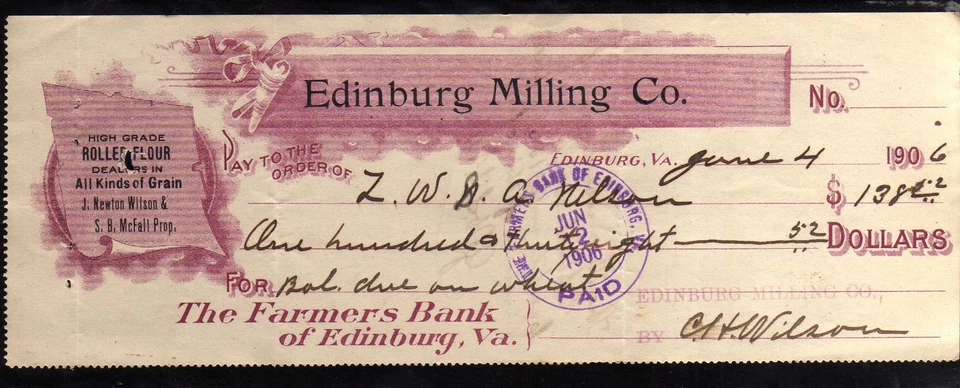 Edinburg Milling Co.
No.
HIGH GRADE
ROLLER FLOUR
DEALERS IN
All Kinds of Grain
J. Newton Wilson &
S. B. McFall Prop.
EDINBURG, VA. June 4 1906
PAY TO THE ORDER OF Z. W. & A. Nelson $ 138 52
One hundred & thirty eight 52 DOLLARS
FOR Bal. due on wheat
THE FARMERS BANK OF EDINBURG, VA.
JUN
1906
PAID
The Farmers Bank
of Edinburg, Va.
EDINBURG MILLING CO.,
BY C. H. Wilson